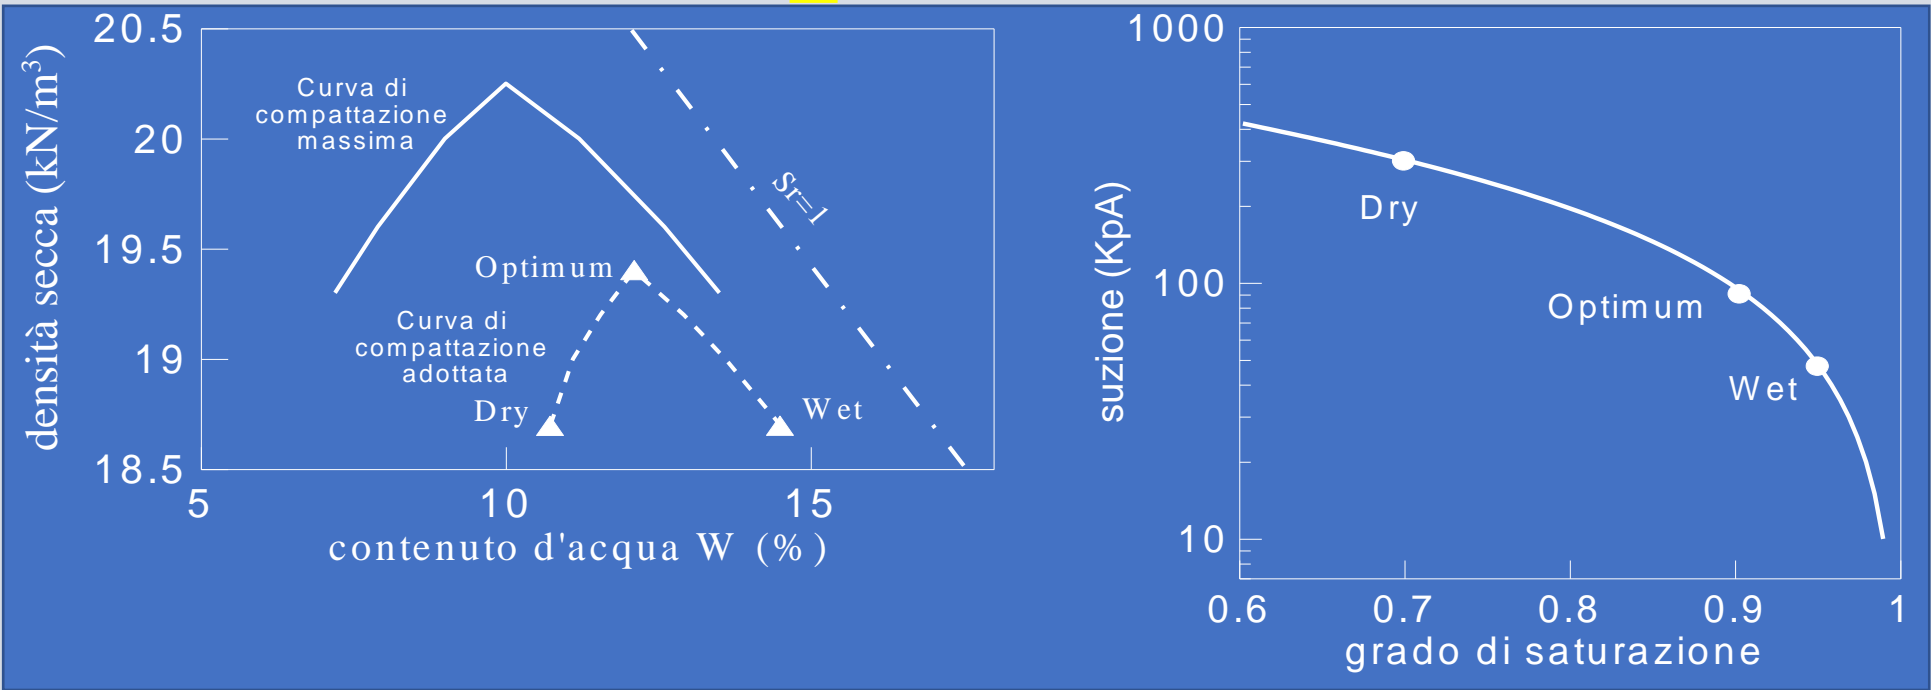 20.5
20
19.5
19
18.5
densità secca (kN/m³)
Curva di
compattazione
massima
Sr=1
Optimum
Curva di
compattazione
adottata
Dry
Wet
5 10 15
contenuto d'acqua W (%)
1000
100
10
suzione (KpA)
Dry
Optimum
Wet
0.6 0.7 0.8 0.9 1
grado di saturazione